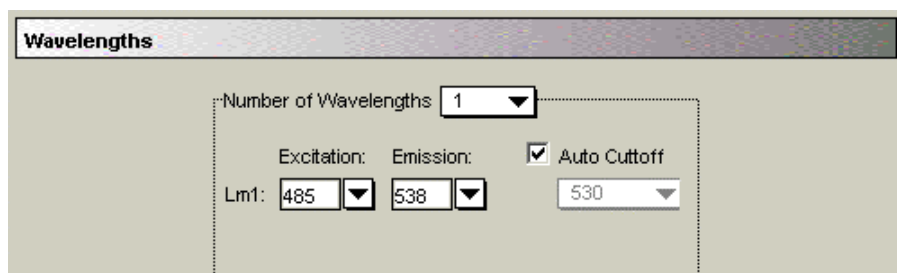 Wavelengths
Number of Wavelengths 1
Excitation: Emission: Auto Cuttoff
Lm1: 485 538 530